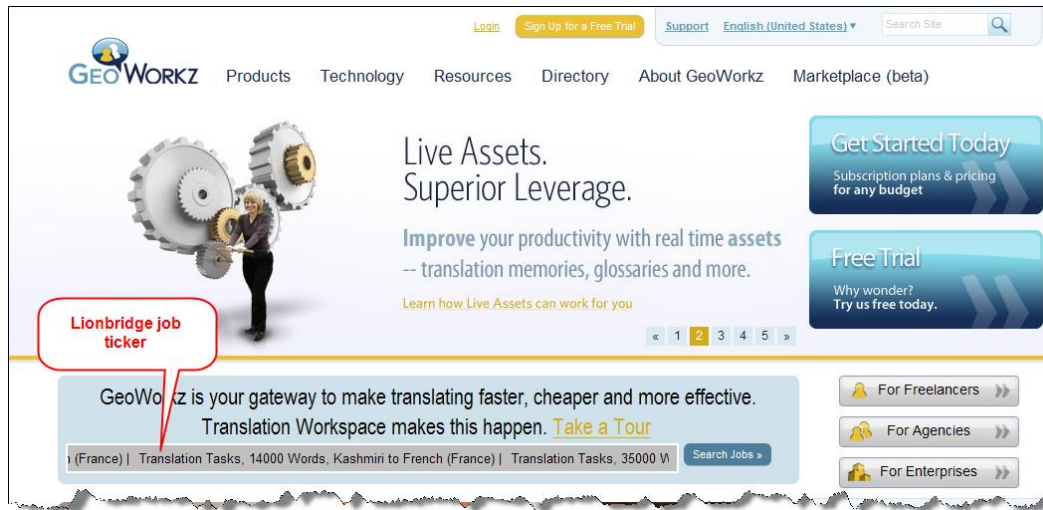 Login Sign Up for a Free Trial Support English (United States) ▾ Search Site
GEOWORKZ Products Technology Resources Directory About GeoWorkz Marketplace (beta)
Live Assets.
Superior Leverage.
Improve your productivity with real time assets
-- translation memories, glossaries and more.
Learn how Live Assets can work for you
« 1 2 3 4 5 »
Get Started Today
Subscription plans & pricing
for any budget
Free Trial
Why wonder?
Try us free today.
Lionbridge job
ticker
GeoWorkz is your gateway to make translating faster, cheaper and more effective.
Translation Workspace makes this happen. Take a Tour
(France) | Translation Tasks, 14000 Words, Kashmiri to French (France) | Translation Tasks, 35000
Search Jobs »
For Freelancers
For Agencies
For Enterprises